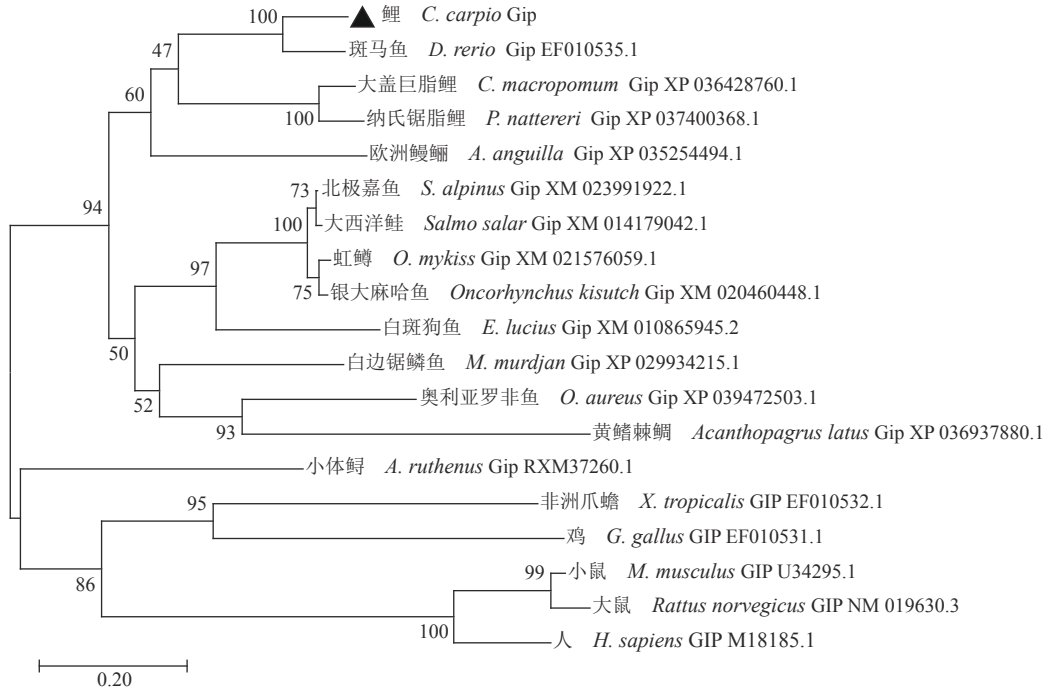 100 ▲ 鲤 C. carpio Gip
47 斑马鱼 D. rerio Gip EF010535.1
大盖巨脂鲤 C. macropomum Gip XP 036428760.1
60
100 纳氏锯脂鲤 P. nattereri Gip XP 037400368.1
欧洲鳗鲡 A. anguilla Gip XP 035254494.1
73 北极嘉鱼 S. alpinus Gip XM 023991922.1
94
100 大西洋鲑 Salmo salar Gip XM 014179042.1
虹鳟 O. mykiss Gip XM 021576059.1
97
75 银大麻哈鱼 Oncorhynchus kisutch Gip XM 020460448.1
白斑狗鱼 E. lucius Gip XM 010865945.2
50
白边锯鳞鱼 M. murdjan Gip XP 029934215.1
52 奥利亚罗非鱼 O. aureus Gip XP 039472503.1
93 黄鳍棘鲷 Acanthopagrus latus Gip XP 036937880.1
小体鲟 A. ruthenus Gip RXM37260.1
95 非洲爪蟾 X. tropicalis GIP EF010532.1
鸡 G. gallus GIP EF010531.1
99 小鼠 M. musculus GIP U34295.1
86
大鼠 Rattus norvegicus GIP NM 019630.3
100
人 H. sapiens GIP M18185.1
0.20